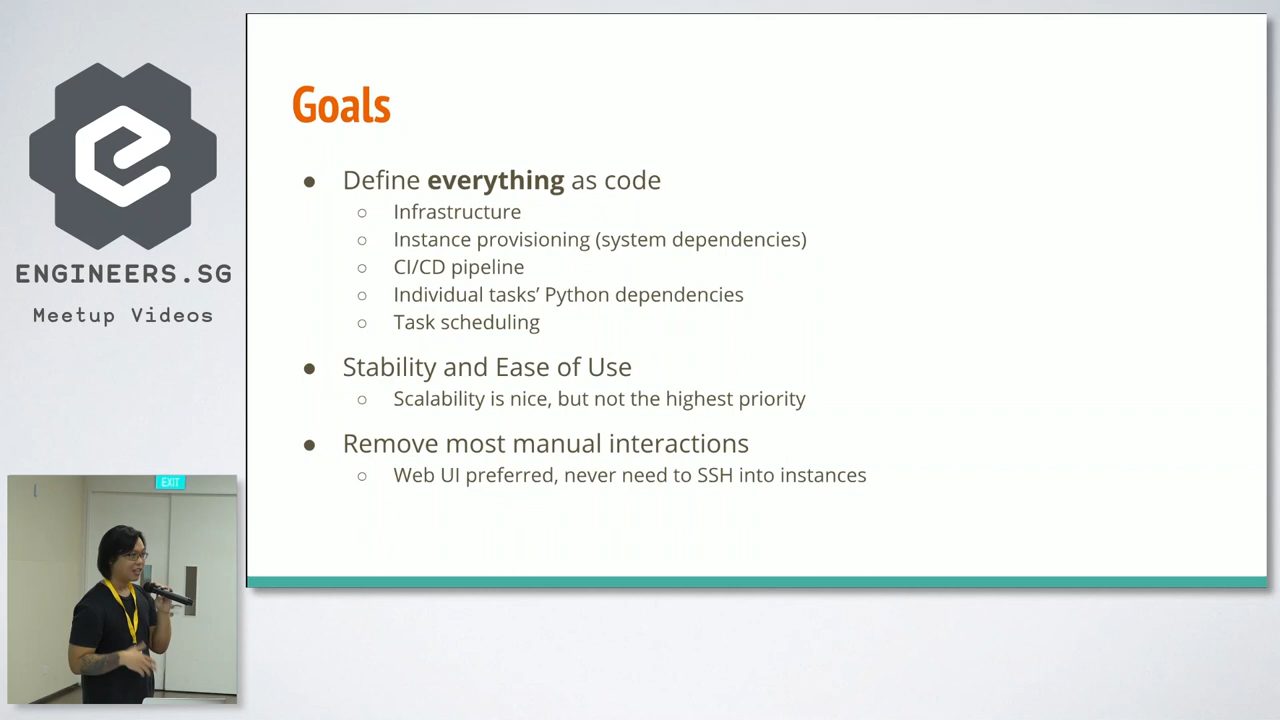 ENGINEERS.SG
Meetup Videos
Goals
● Define everything as code
○ Infrastructure
○ Instance provisioning (system dependencies)
○ CI/CD pipeline
○ Individual tasks’ Python dependencies
○ Task scheduling
● Stability and Ease of Use
○ Scalability is nice, but not the highest priority
● Remove most manual interactions
○ Web UI preferred, never need to SSH into instances
EXIT